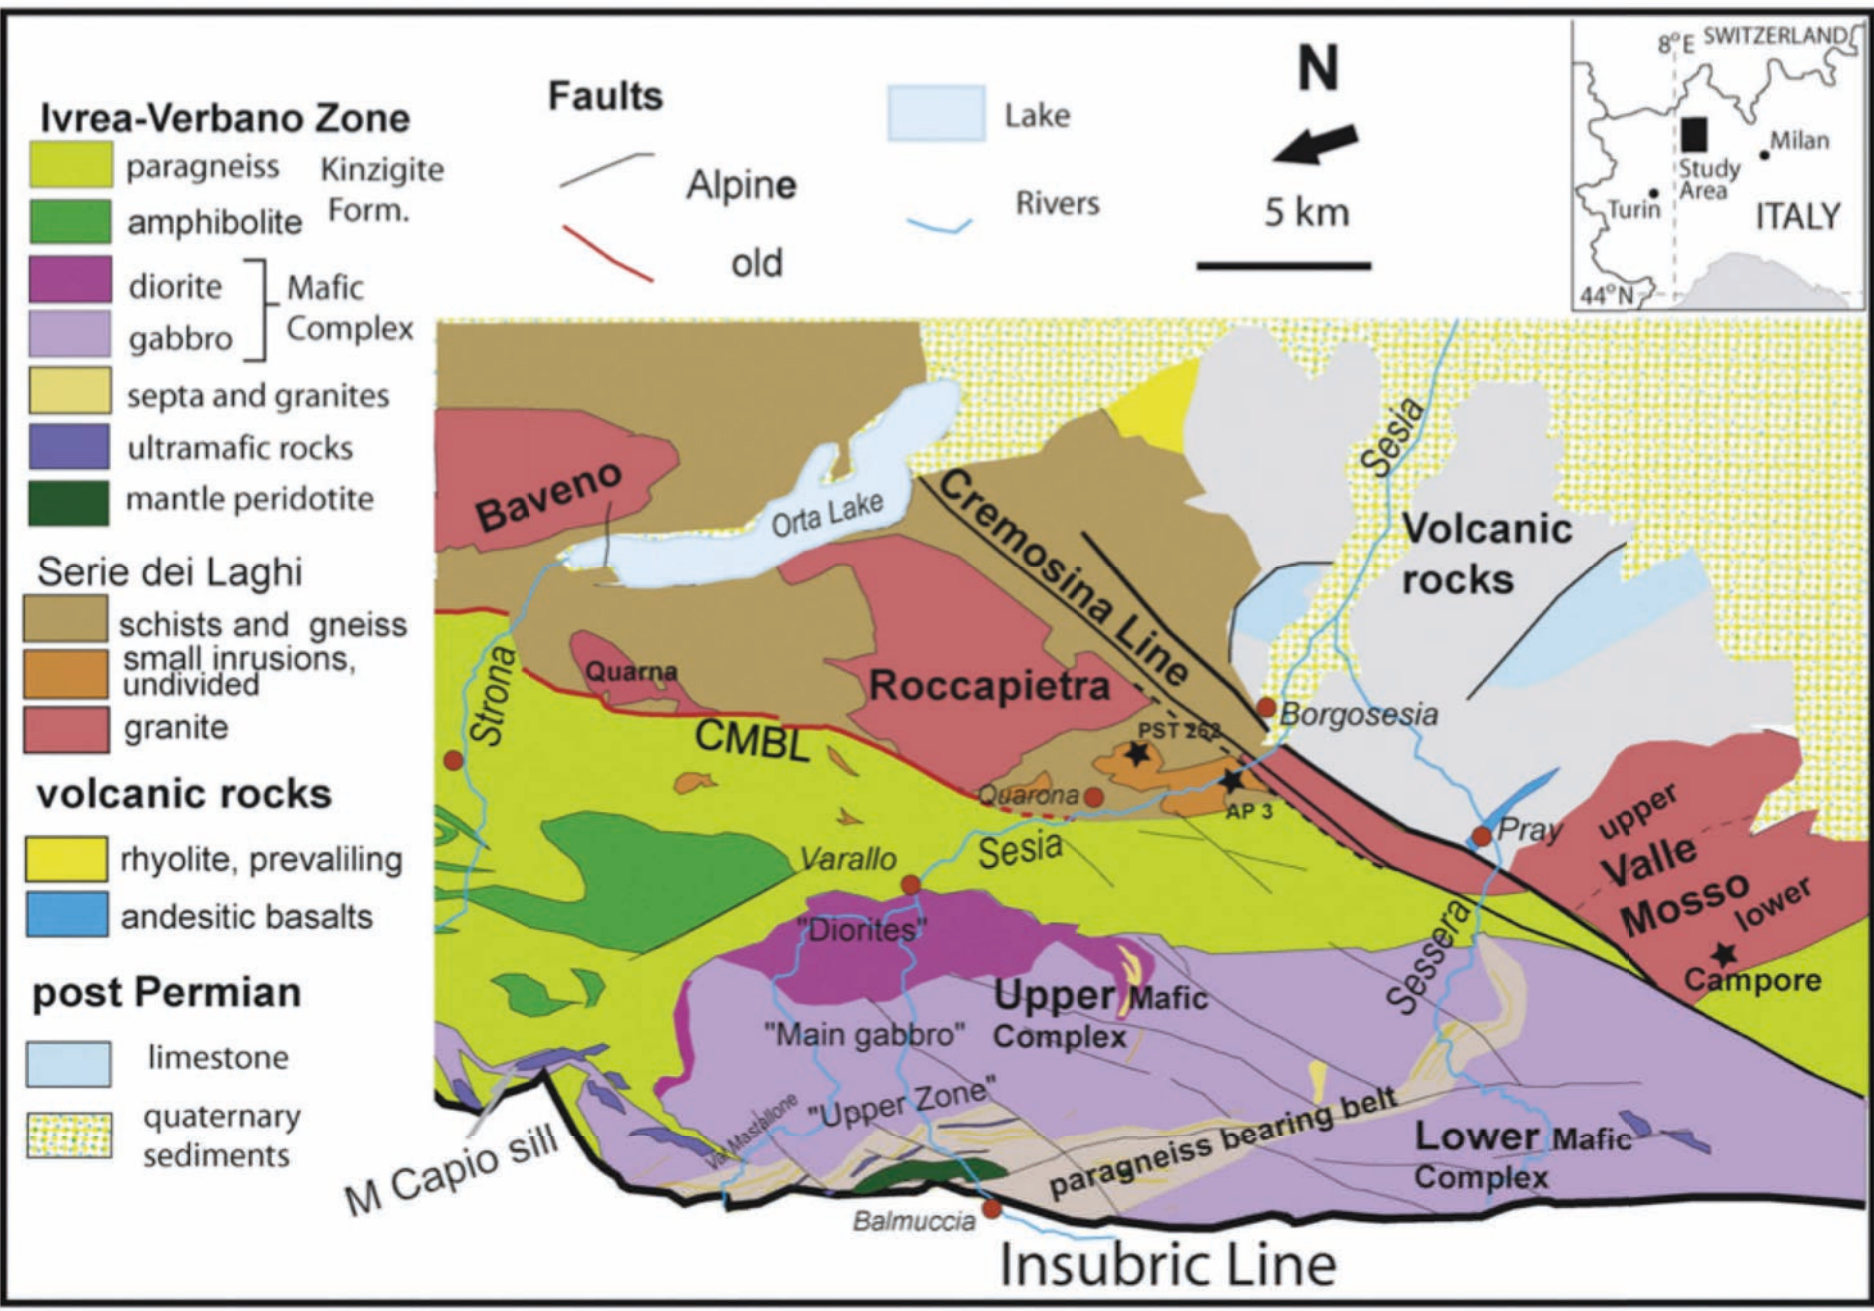 Ivrea-Verbano Zone
paragneiss
Kinzigite
Form.
amphibolite
diorite
gabbro
Mafic
Complex
septa and granites
ultramafic rocks
mantle peridotite
Serie dei Laghi
schists and gneiss
small inrusions,
undivided
granite
volcanic rocks
rhyolite, prevaliling
andesitic basalts
post Permian
limestone
quaternary
sediments
Faults
Alpine
old
Lake
Rivers
N
5 km
8°E
SWITZERLAND
Milan
Study
Area
Turin
ITALY
44°N
Baveno
Orta Lake
Cremosina Line
Sesia
Volcanic
rocks
Strona
Quarna
Roccapietra
CMBL
PST 262
Borgosesia
Quarona
AP 3
Sesia
Varallo
Pray
upper
Valle
Mosso
lower
Campore
Sessera
"Diorites"
Upper Mafic
Complex
"Main gabbro"
"Upper Zone"
Val Mastallone
paragneiss bearing belt
Lower Mafic
Complex
M Capio sill
Balmuccia
Insubric Line